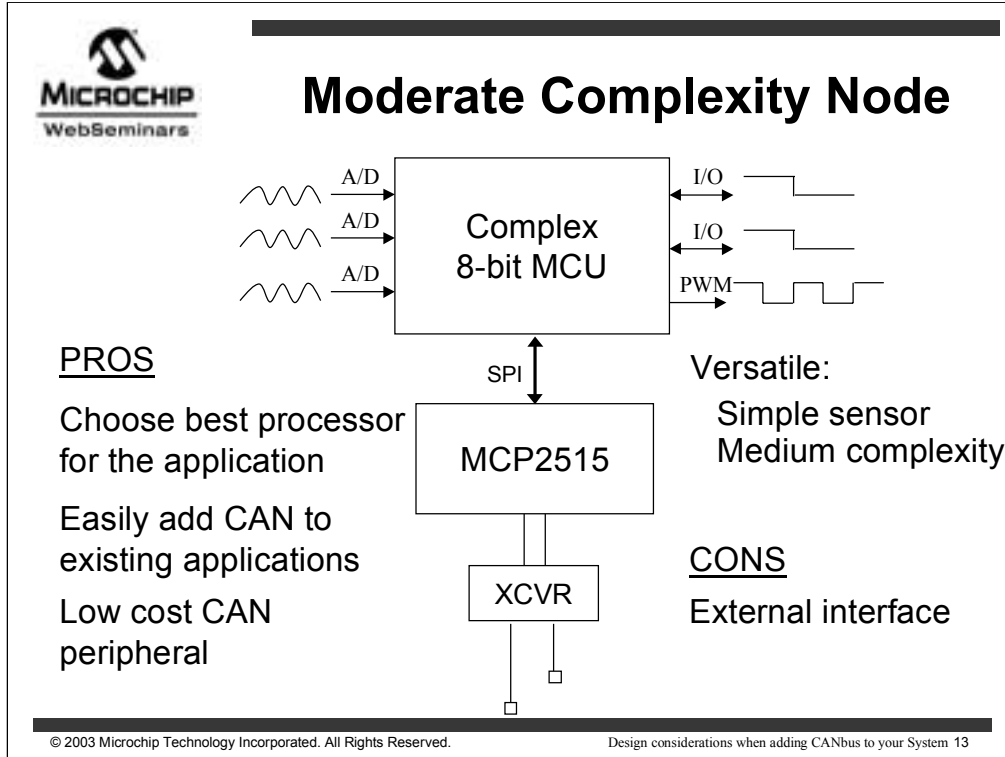 MICROCHIP
WebSeminars
Moderate Complexity Node
A/D
A/D
A/D
Complex
8-bit MCU
I/O
I/O
PWM
SPI
MCP2515
XCVR
PROS
Choose best processor
for the application
Easily add CAN to
existing applications
Low cost CAN
peripheral
Versatile:
Simple sensor
Medium complexity
CONS
External interface
© 2003 Microchip Technology Incorporated. All Rights Reserved.
Design considerations when adding CANbus to your System 13